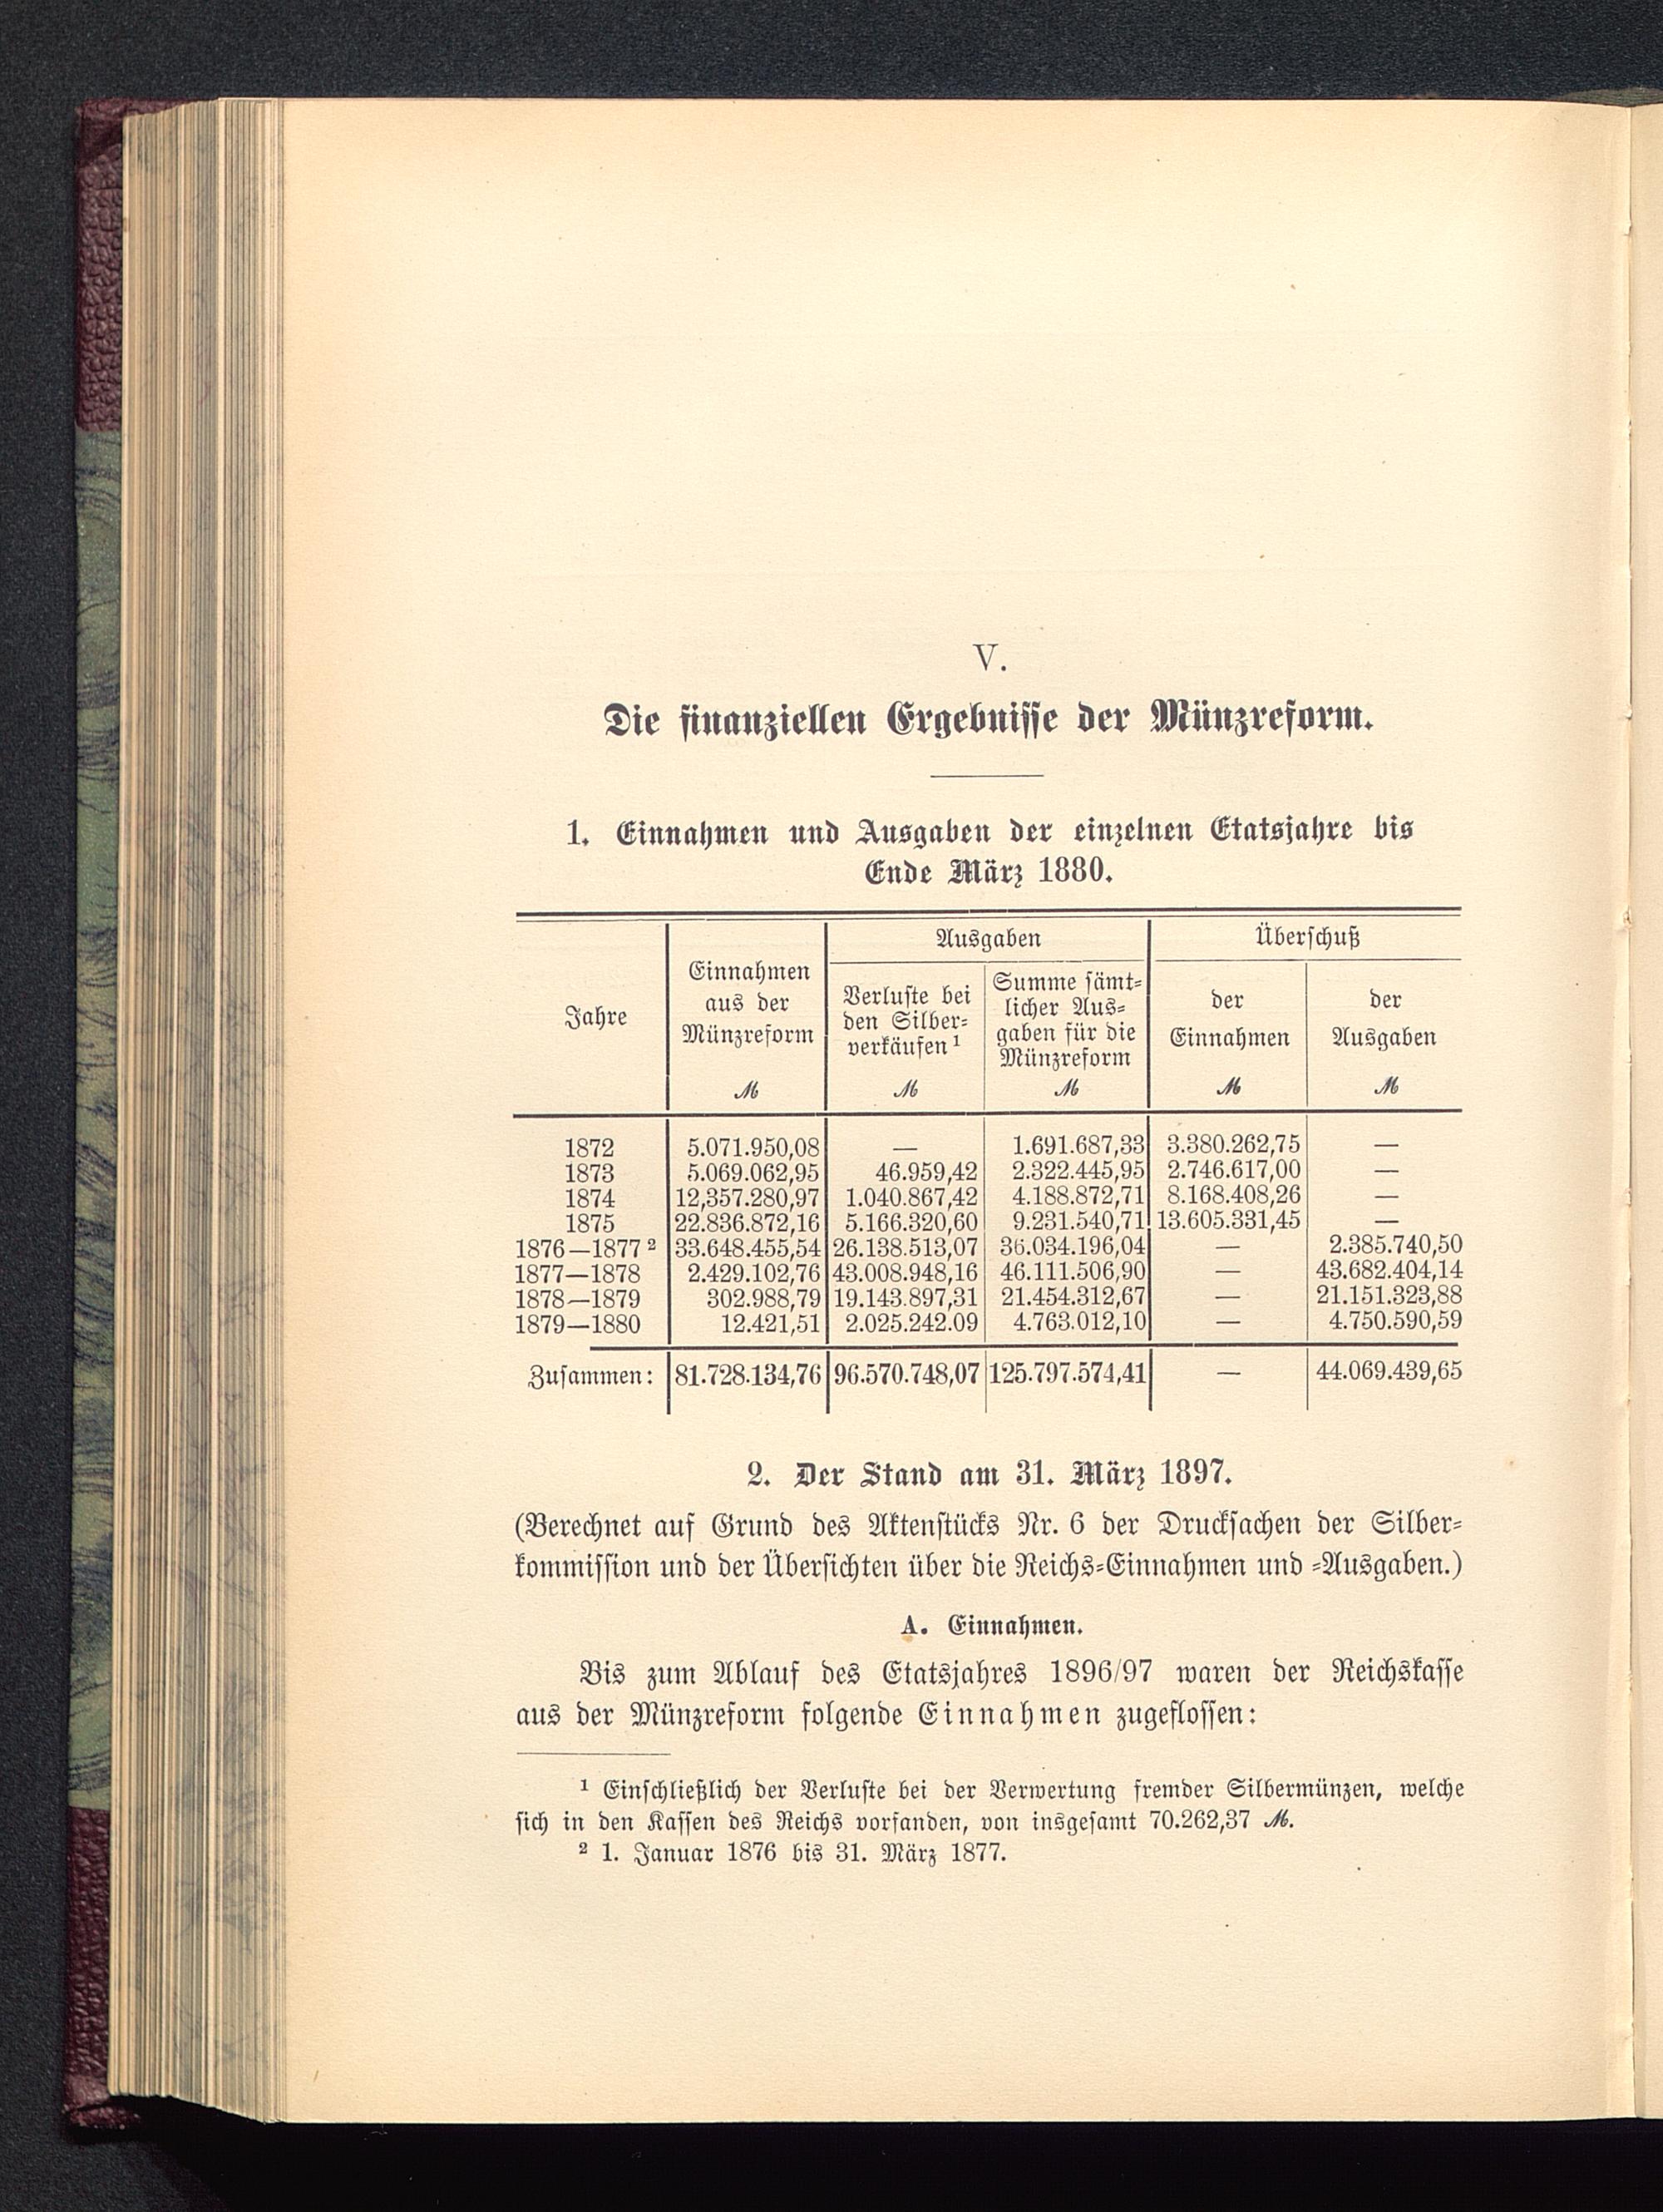 V.
Die finanziellen Ergebnisse der Münzreform.
1. Einnahmen und Ausgaben der einzelnen Etatsjahre bis
Ende März 1880.
Jahre
Einnahmen
aus der
Münzreform
ℳ
Ausgaben
Verluste bei
den Silber=
verkäufen ¹
ℳ
Summe sämt=
licher Aus=
gaben für die
Münzreform
ℳ
Überschuß
der
Einnahmen
ℳ
der
Ausgaben
ℳ
1872 5.071.950,08 — 1.691.687,33 3.380.262,75 —
1873 5.069.062,95 46.959,42 2.322.445,95 2.746.617,00 —
1874 12,357.280,97 1.040.867,42 4.188.872,71 8.168.408,26 —
1875 22.836.872,16 5.166.320,60 9.231.540,71 13.605.331,45 —
1876—1877 ² 33.648.455,54 26.138.513,07 36.034.196,04 — 2.385.740,50
1877—1878 2.429.102,76 43.008.948,16 46.111.506,90 — 43.682.404,14
1878—1879 302.988,79 19.143.897,31 21.454.312,67 — 21.151.323,88
1879—1880 12.421,51 2.025.242.09 4.763.012,10 — 4.750.590,59
Zusammen: 81.728.134,76 96.570.748,07 125.797.574,41 — 44.069.439,65
2. Der Stand am 31. März 1897.
(Berechnet auf Grund des Aktenstücks Nr. 6 der Drucksachen der Silber=
kommission und der Übersichten über die Reichs=Einnahmen und =Ausgaben.)
A. Einnahmen.
Bis zum Ablauf des Etatsjahres 1896/97 waren der Reichskasse
aus der Münzreform folgende Einnahmen zugeflossen:
¹ Einschließlich der Verluste bei der Verwertung fremder Silbermünzen, welche
sich in den Kassen des Reichs vorfanden, von insgesamt 70.262,37 ℳ.
² 1. Januar 1876 bis 31. März 1877.